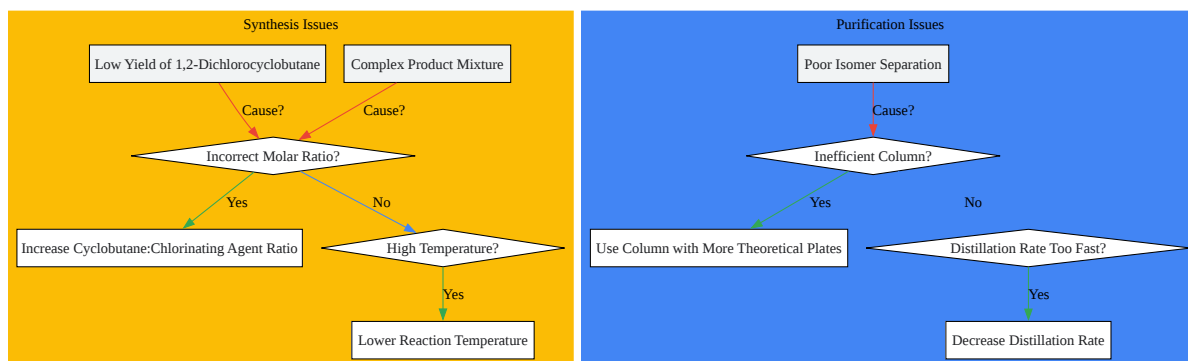 Synthesis Issues
Low Yield of 1,2-Dichlorocyclobutane
Complex Product Mixture
Cause?
Cause?
Incorrect Molar Ratio?
Yes
No
Increase Cyclobutane:Chlorinating Agent Ratio
High Temperature?
Yes
Lower Reaction Temperature
Purification Issues
Poor Isomer Separation
Cause?
Inefficient Column?
Yes
No
Use Column with More Theoretical Plates
Distillation Rate Too Fast?
Yes
Decrease Distillation Rate